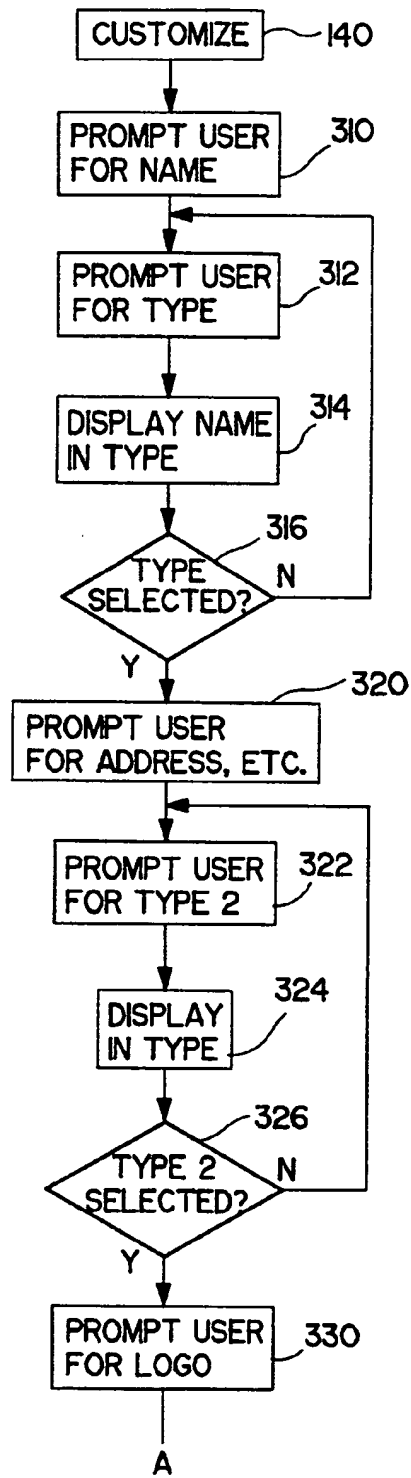 CUSTOMIZE
140
PROMPT USER
FOR NAME
310
PROMPT USER
FOR TYPE
312
DISPLAY NAME
IN TYPE
314
316
TYPE
SELECTED?
N
Y
320
PROMPT USER
FOR ADDRESS, ETC.
PROMPT USER
FOR TYPE 2
322
DISPLAY
IN TYPE
324
326
TYPE 2
SELECTED?
N
Y
PROMPT USER
FOR LOGO
330
A